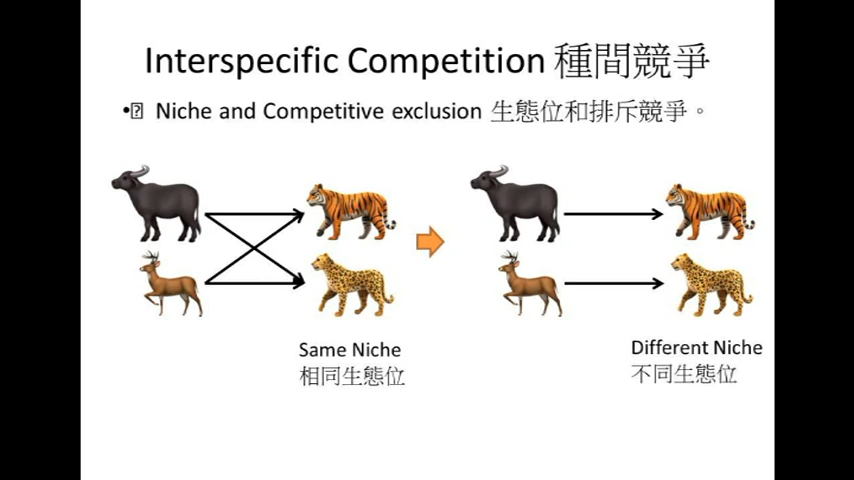 Interspecific Competition 種間競爭
• Niche and Competitive exclusion 生態位和排斥競爭。
Same Niche
相同生態位
Different Niche
不同生態位